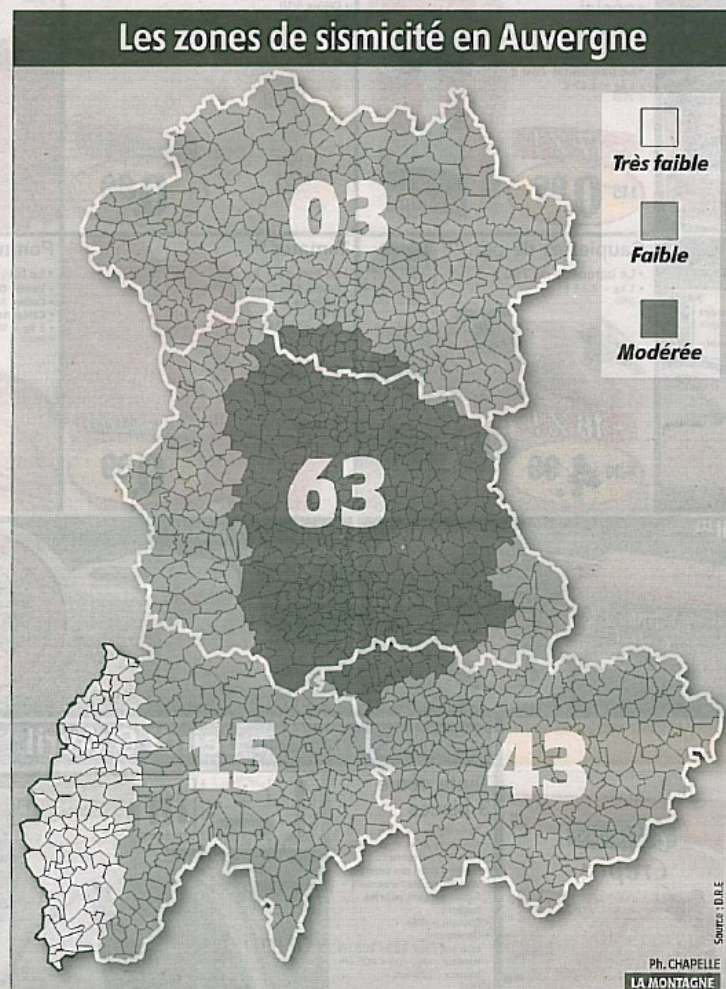 Les zones de sismicité en Auvergne
Très faible
Faible
Modérée
03
63
15
43
Source : D.R.E
Ph. CHAPELLE
LA MONTAGNE